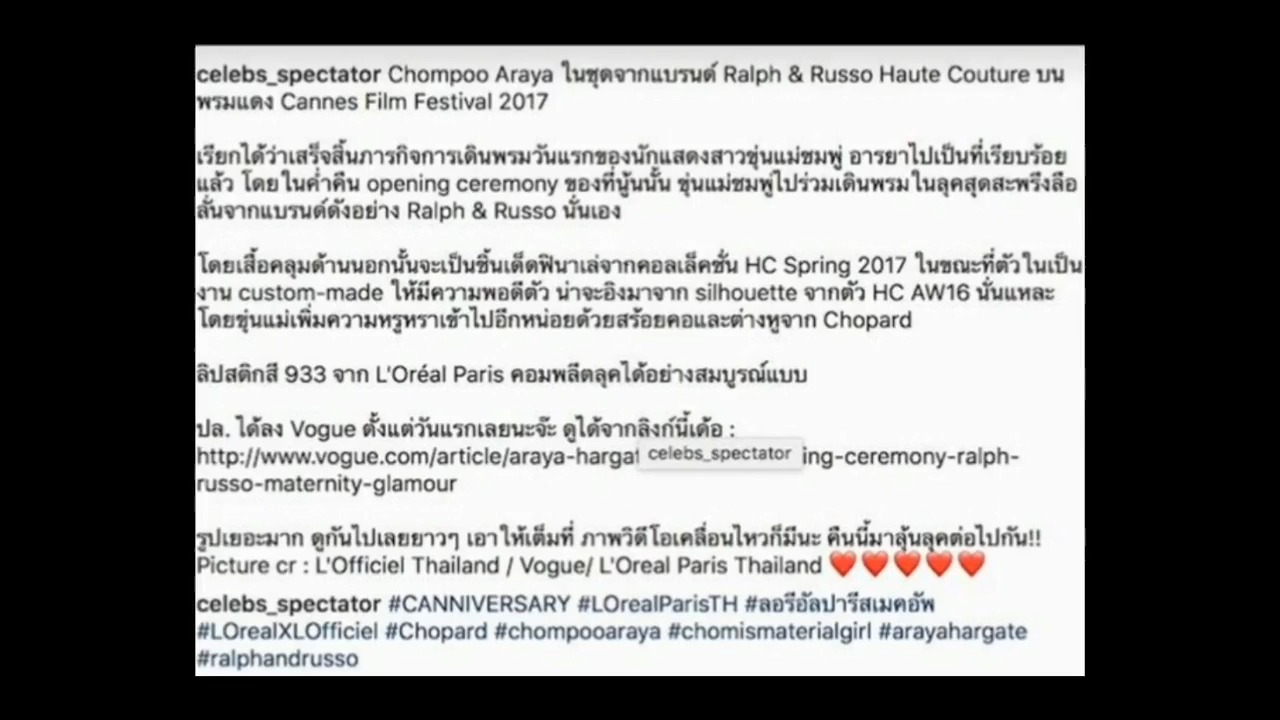 celebs_spectator Chompoo Araya ในชุดจากแบรนด์ Ralph & Russo Haute Couture บน
พรมแดง Cannes Film Festival 2017
เรียกได้ว่าเสร็จสิ้นภารกิจการเดินพรมวันแรกของนักแสดงสาวขุ่นแม่ชมพู่ อารยาไปเป็นที่เรียบร้อย
แล้ว โดยในค่ำคืน opening ceremony ของที่นู้นนั้น ขุ่นแม่ชมพู่ไปร่วมเดินพรมในลุคสุดสะพรึงลือ
ลั่นจากแบรนด์ดังอย่าง Ralph & Russo นั่นเอง
โดยเสื้อคลุมด้านนอกนั้นจะเป็นชิ้นเด็ดฟินาเล่จากคอลเล็คชั่น HC Spring 2017 ในขณะที่ตัวในเป็น
งาน custom-made ให้มีความพอดีตัว น่าจะอิงมาจาก silhouette จากตัว HC AW16 นั่นแหละ
โดยขุ่นแม่เพิ่มความหรูหราเข้าไปอีกหน่อยด้วยสร้อยคอและต่างหูจาก Chopard
ลิปสติกสี 933 จาก L'Oréal Paris คอมพลีตลุคได้อย่างสมบูรณ์แบบ
ปล. ได้ลง Vogue ตั้งแต่วันแรกเลยนะจ๊ะ ดูได้จากลิงก์นี้เด้อ :
http://www.vogue.com/article/araya-hargat celebs_spectator ing-ceremony-ralph-
russo-maternity-glamour
รูปเยอะมาก ดูกันไปเลยยาวๆ เอาให้เต็มที่ ภาพวิดีโอเคลื่อนไหวก็มีนะ คืนนี้มาลุ้นลุคต่อไปกัน!!
Picture cr : L'Officiel Thailand / Vogue/ L'Oreal Paris Thailand ❤️❤️❤️❤️❤️
celebs_spectator #CANNIVERSARY #LOrealParisTH #ลอรีอัลปารีสเมคอัพ
#LOrealXLOfficiel #Chopard #chompooaraya #chomismaterialgirl #arayahargate
#ralphandrusso